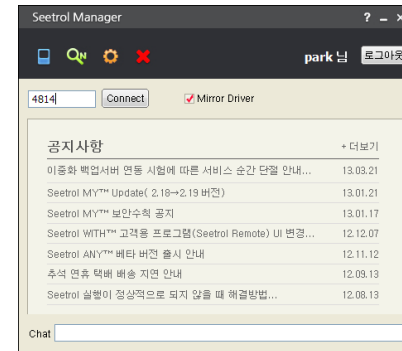 Seetrol Manager
? – ×
QN
park 님 로그아웃
4814 Connect Mirror Driver
공지사항 + 더보기
이중화 백업서버 연동 시험에 따른 서비스 순간 단절 안내... 13.03.21
Seetrol MY™ Update( 2.18→2.19 버전) 13.01.21
Seetrol MY™ 보안수칙 공지 13.01.17
Seetrol WITH™ 고객용 프로그램(Seetrol Remote) UI 변경... 12.12.07
Seetrol ANY™ 베타 버전 출시 안내 12.11.12
추석 연휴 택배 배송 지연 안내 12.09.13
Seetrol 실행이 정상적으로 되지 않을 때 해결방법... 12.08.13
Chat